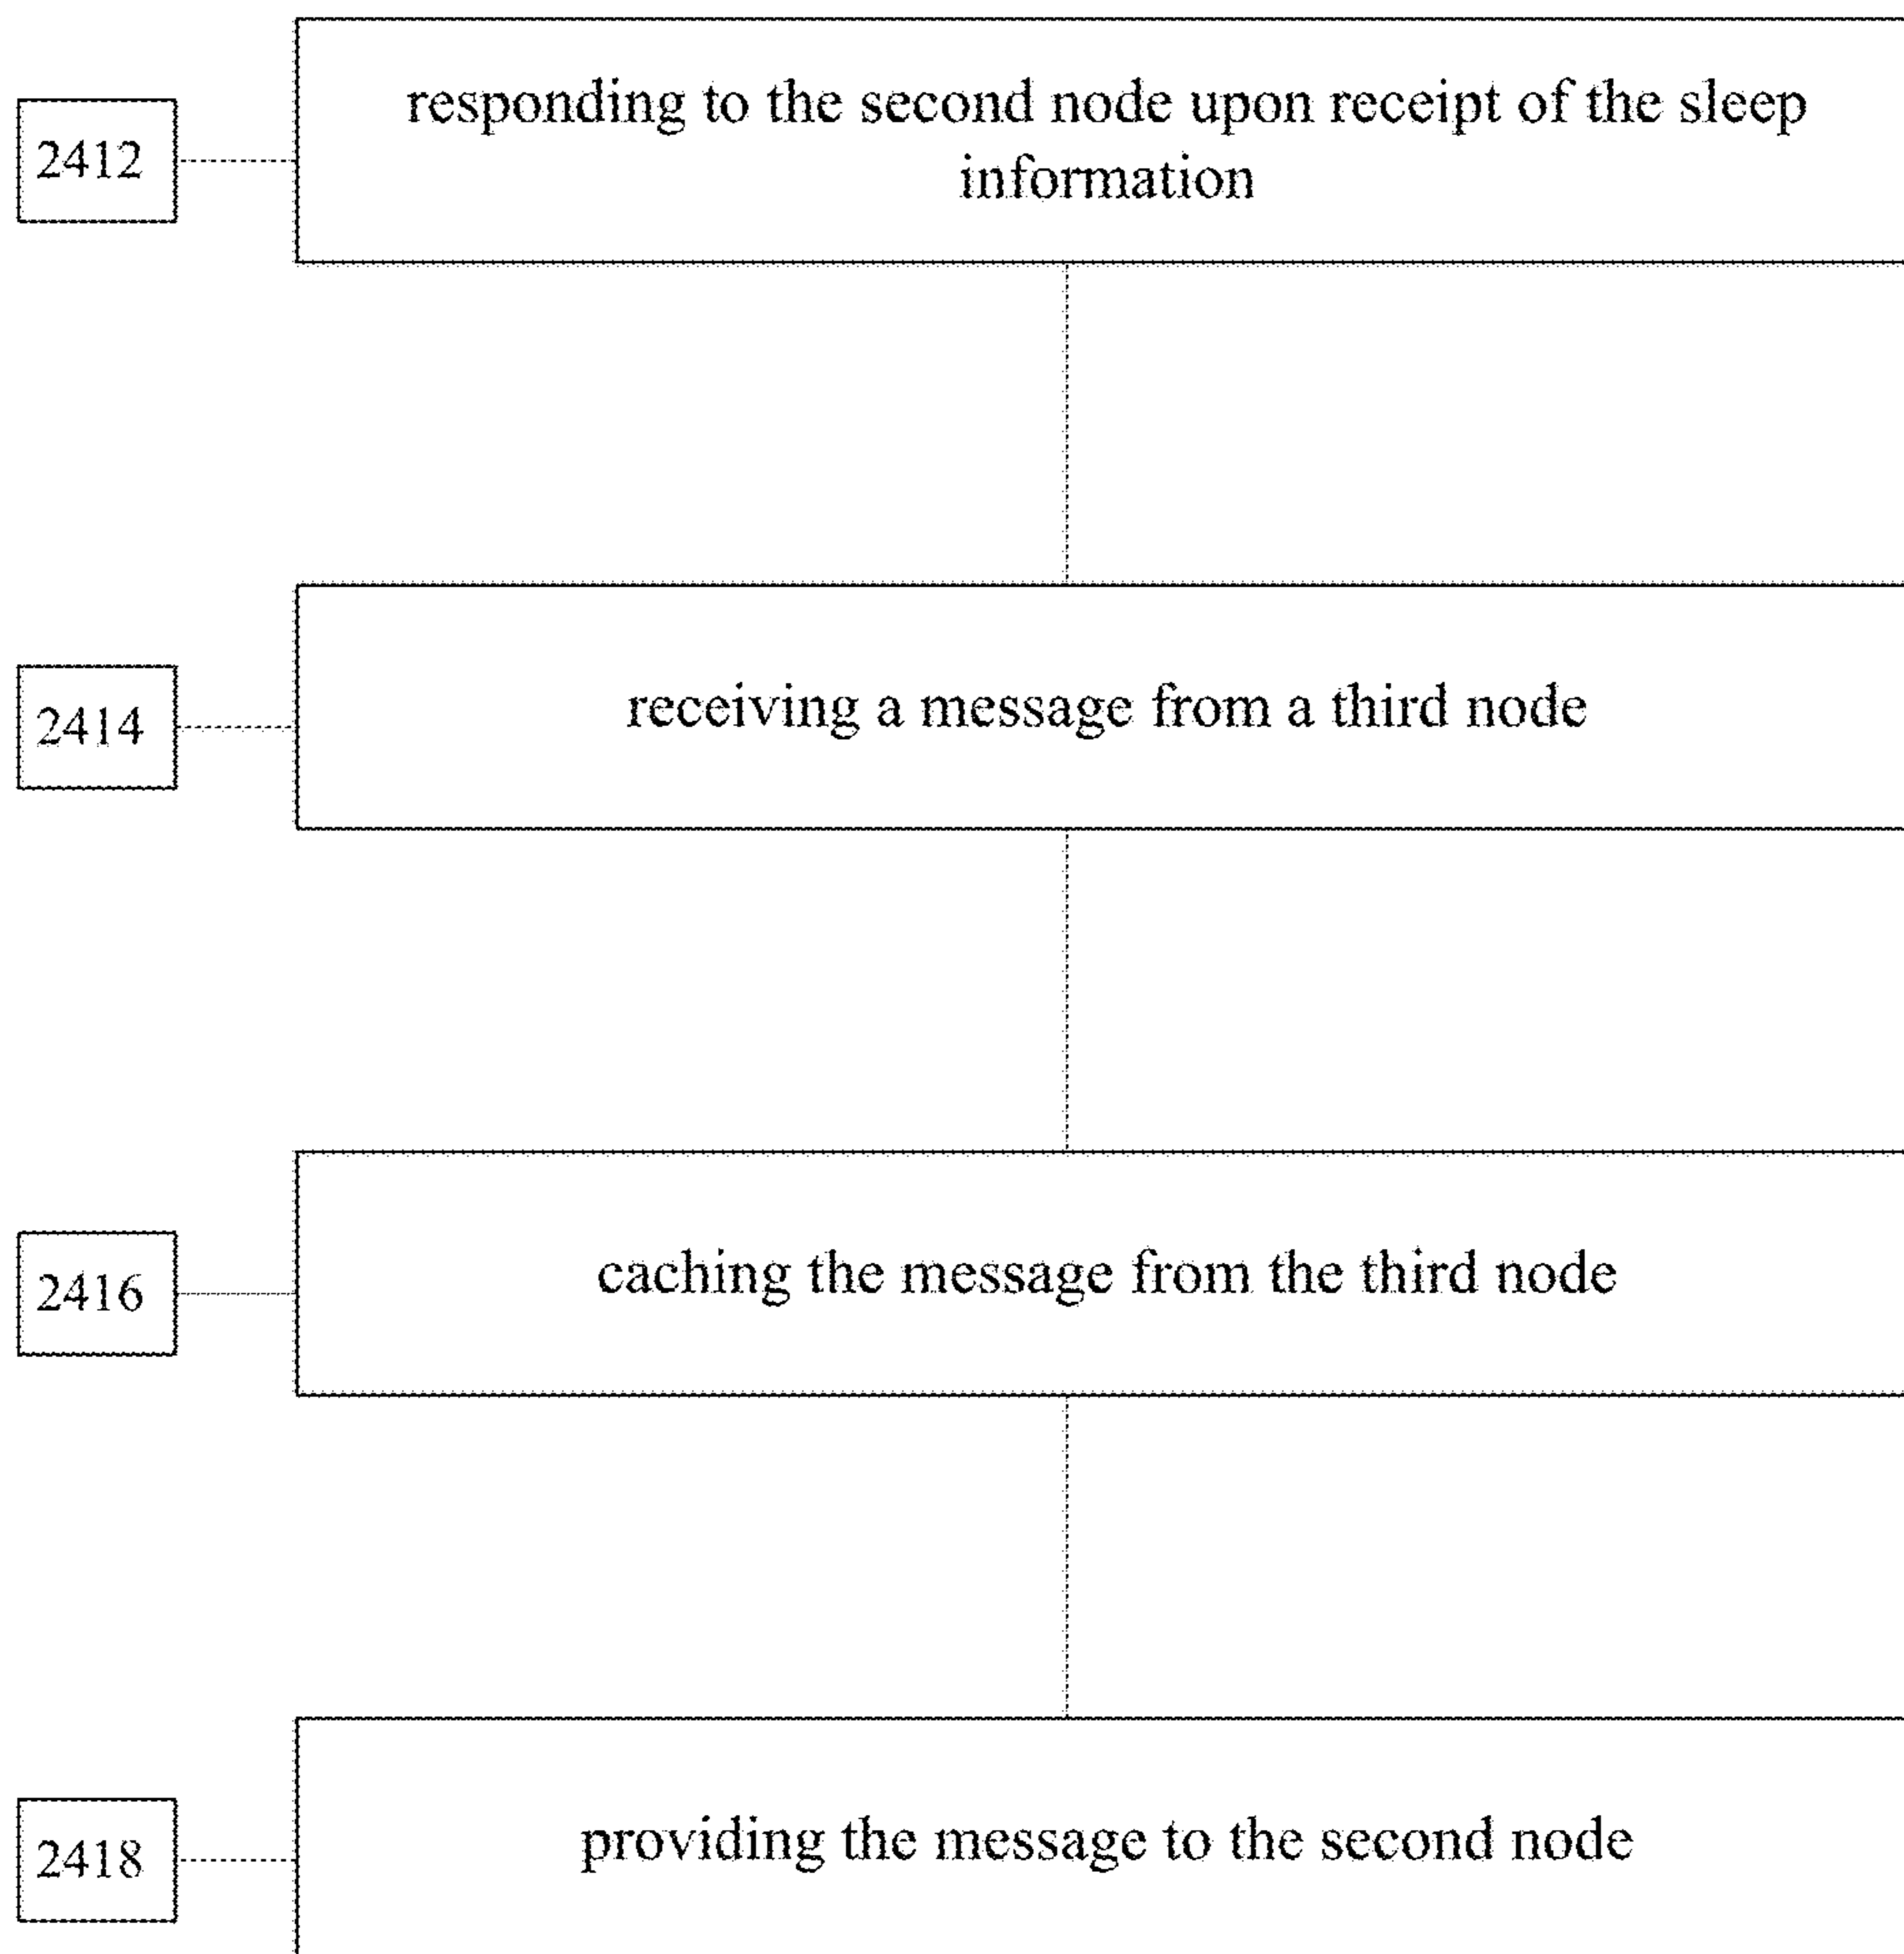 2412
responding to the second node upon receipt of the sleep
information
2414
receiving a message from a third node
2416
caching the message from the third node
2418
providing the message to the second node